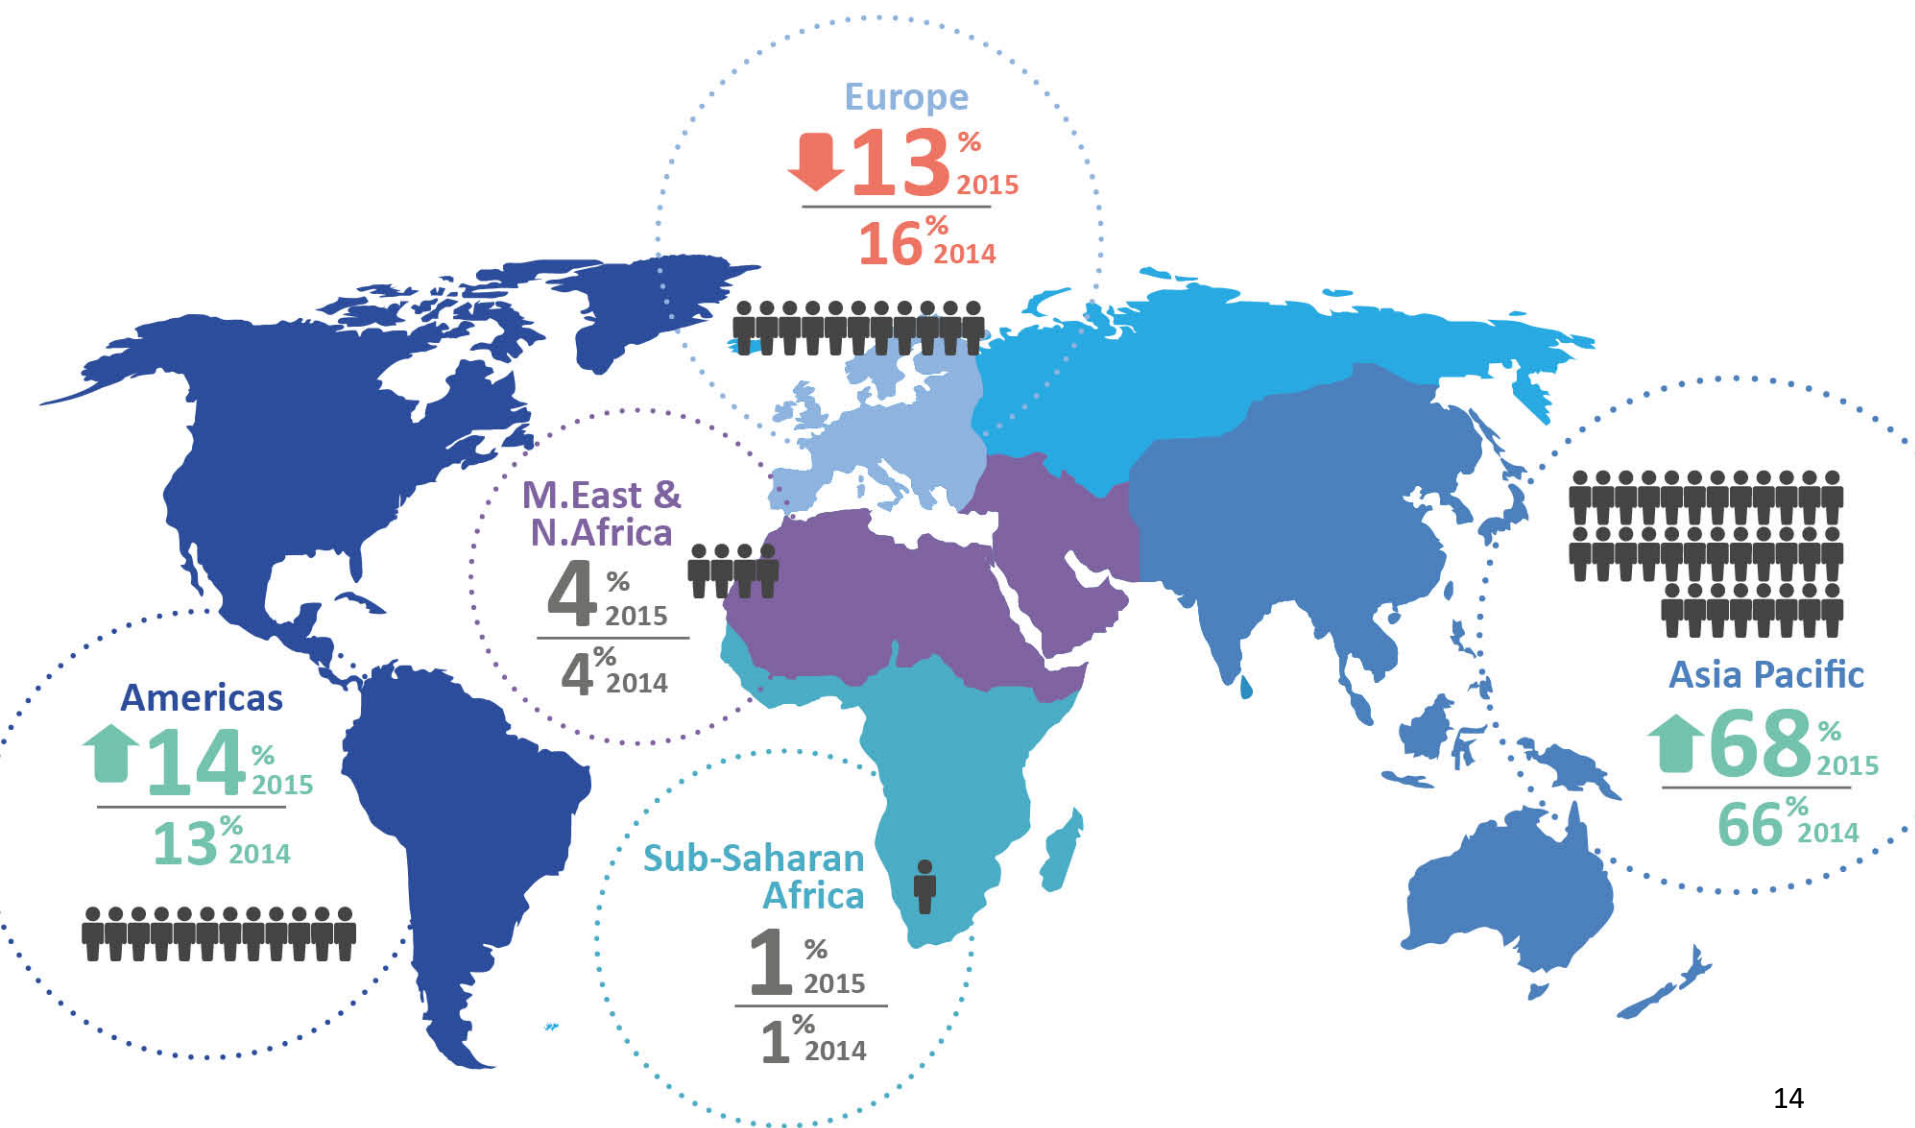 Europe
13% 2015
16% 2014
M.East &
N.Africa
4% 2015
4% 2014
Americas
14% 2015
13% 2014
Sub-Saharan
Africa
1% 2015
1% 2014
Asia Pacific
68% 2015
66% 2014
14